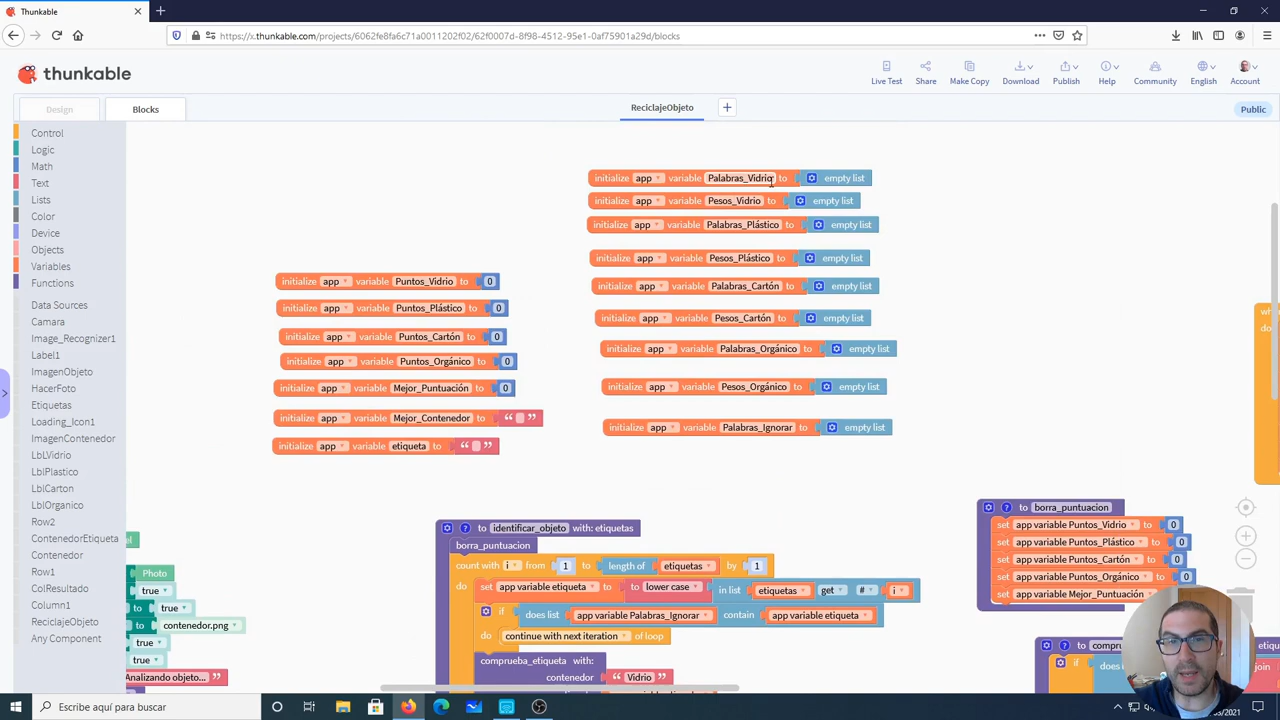 Thunkable
https://x.thunkable.com/projects/6062fe8fa6c71a0011202f02/62f0007d-8f98-4512-95e1-0af75901a29d/blocks
thunkable
Live Test
Share
Make Copy
Download
Publish
Help
Community
English
Account
Design
Blocks
ReciclajeObjeto
Public
Control
Logic
Math
Text
Lists
Color
Device
Objects
Variables
Functions
Data Sources
Camara
Image_Recognizer1
Label1
ImagenObjeto
HacerFoto
Etiquetas
Loading_Icon1
ImagenContenedor
LblVidrio
LblPlastico
LblCarton
LblOrganico
Row2
ContenedorEtiqueta
Contenedor
Row1
ColResultado
Column1
ReciclajeObjeto
Any Component
initialize app variable Palabras_Vidrio to empty list
initialize app variable Pesos_Vidrio to empty list
initialize app variable Palabras_Plástico to empty list
initialize app variable Pesos_Plástico to empty list
initialize app variable Palabras_Cartón to empty list
initialize app variable Pesos_Cartón to empty list
initialize app variable Palabras_Orgánico to empty list
initialize app variable Pesos_Orgánico to empty list
initialize app variable Palabras_Ignorar to empty list
initialize app variable Puntos_Vidrio to 0
initialize app variable Puntos_Plástico to 0
initialize app variable Puntos_Cartón to 0
initialize app variable Puntos_Orgánico to 0
initialize app variable Mejor_Puntuación to 0
initialize app variable Mejor_Contenedor to “ ”
initialize app variable etiqueta to “ ”
Photo
true
to true
to contenedor.png
true
true
Analizando objeto... ”
to identificar_objeto with: etiquetas
borra_puntuacion
count with i from 1 to length of etiquetas by 1
do set app variable etiqueta to to lower case in list etiquetas get # i
if does list app variable Palabras_Ignorar contain app variable etiqueta
do continue with next iteration of loop
comprueba_etiqueta with:
contenedor “ Vidrio ”
to borra_puntuacion
set app variable Puntos_Vidrio to 0
set app variable Puntos_Plástico to 0
set app variable Puntos_Cartón to 0
set app variable Puntos_Orgánico to 0
set app variable Mejor_Puntuación
do
to
if does
join
Escribe aquí para buscar